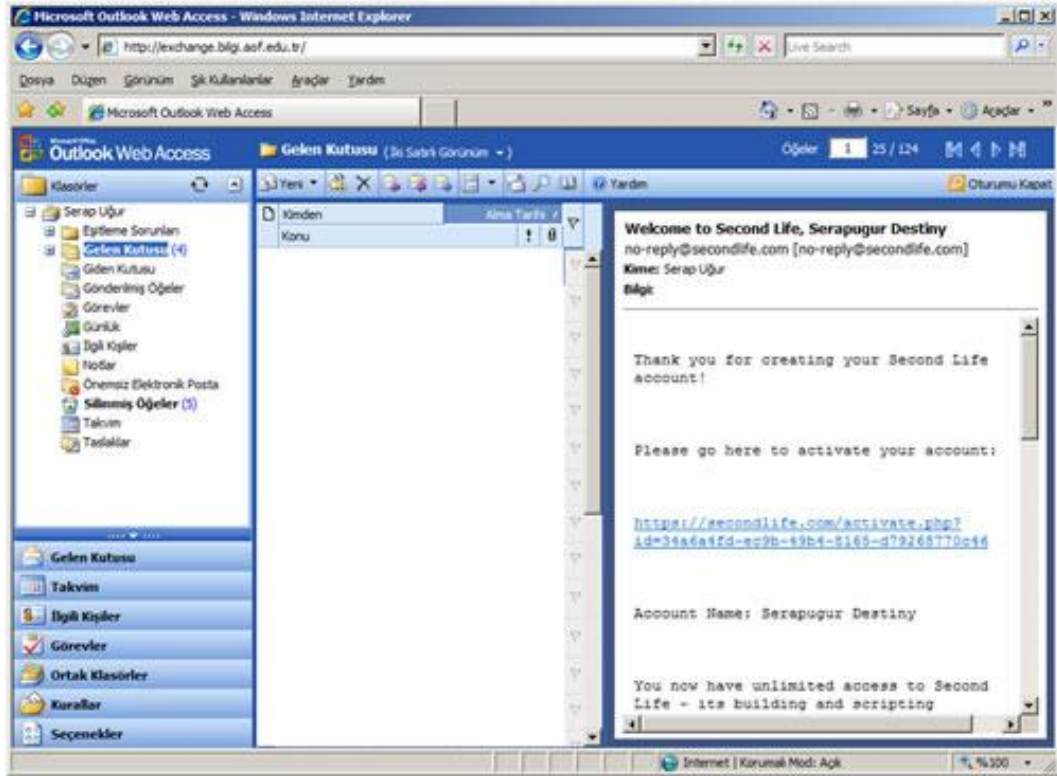 Microsoft Outlook Web Access - Windows Internet Explorer
http://exchange.bilgi.aof.edu.tr/
Live Search
Dosya Düzen Görünüm Sık Kullanılanlar Araçlar Yardım
Microsoft Outlook Web Access
Sayfa Araçlar
Microsoft Office
Outlook Web Access
Gelen Kutusu (İki Satırlı Görünüm)
Öğeler 1 25 / 124
Klasörler
Yeni
Yardım
Oturumu Kapat
Serap Uğur
Eşitleme Sorunları
Gelen Kutusu (4)
Giden Kutusu
Gönderilmiş Öğeler
Görevler
Günlük
İlgili Kişiler
Notlar
Önemsiz Elektronik Posta
Silinmiş Öğeler (5)
Takvim
Taslaklar
Gelen Kutusu
Takvim
İlgili Kişiler
Görevler
Ortak Klasörler
Kurallar
Seçenekler
Kimden Alma Tarihi
Konu
Welcome to Second Life, Serapugur Destiny
no-reply@secondlife.com [no-reply@secondlife.com]
Kime: Serap Uğur
Bilgi:
Thank you for creating your Second Life
account!
Please go here to activate your account:
https://secondlife.com/activate.php?
Account Name: Serapugur Destiny
You now have unlimited access to Second
Life - its building and scripting
Internet | Korumalı Mod: Açık
%100